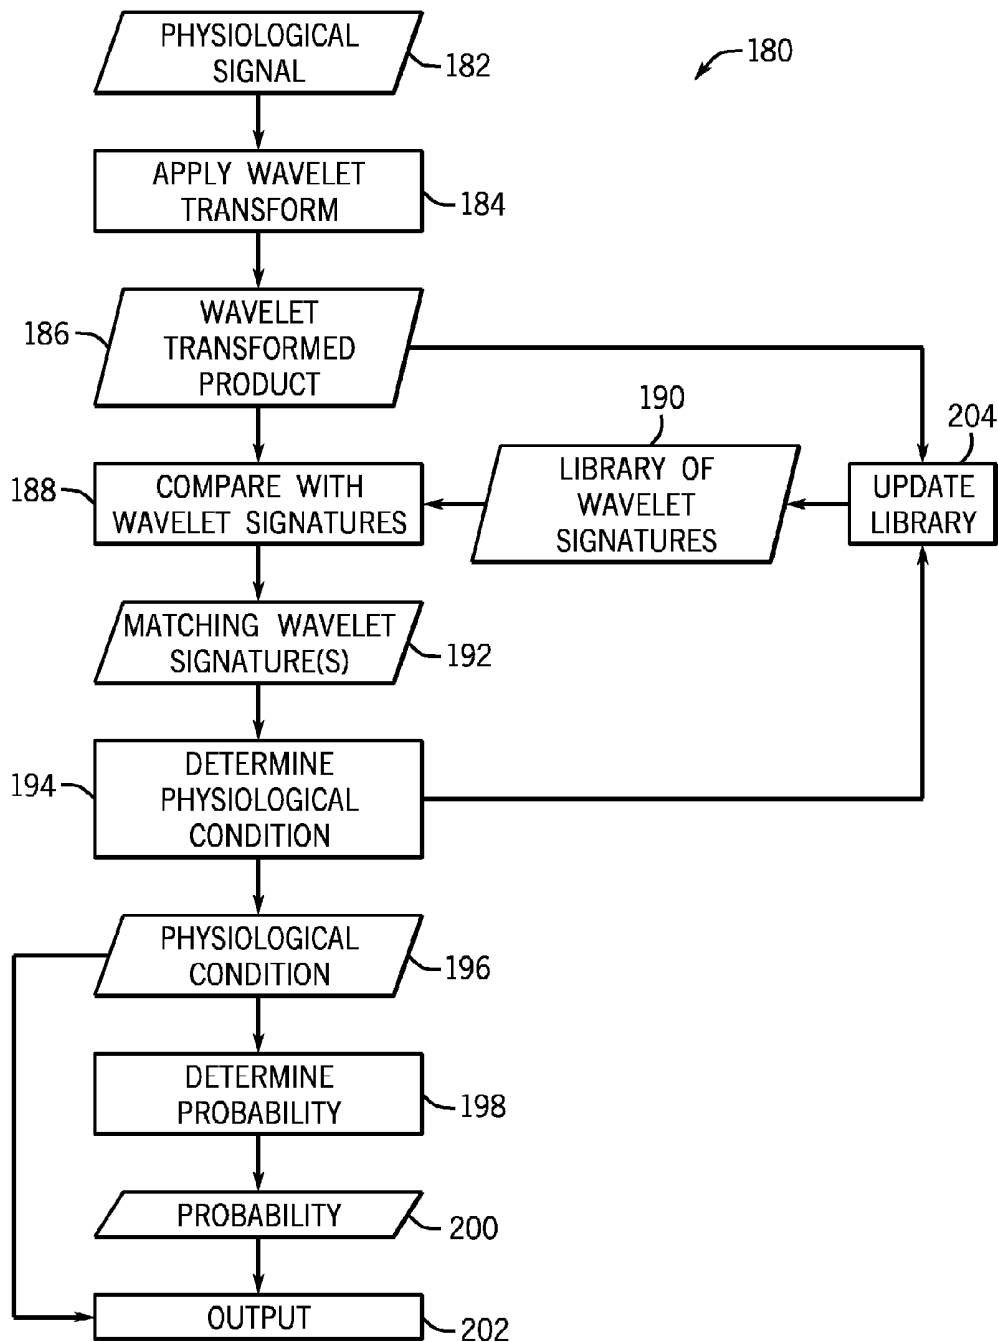 PHYSIOLOGICAL
SIGNAL
182
180
APPLY WAVELET
TRANSFORM
184
WAVELET
TRANSFORMED
PRODUCT
186
190
204
COMPARE WITH
WAVELET SIGNATURES
188
LIBRARY OF
WAVELET
SIGNATURES
UPDATE
LIBRARY
MATCHING WAVELET
SIGNATURE(S)
192
DETERMINE
PHYSIOLOGICAL
CONDITION
194
PHYSIOLOGICAL
CONDITION
196
DETERMINE
PROBABILITY
198
PROBABILITY
200
OUTPUT
202